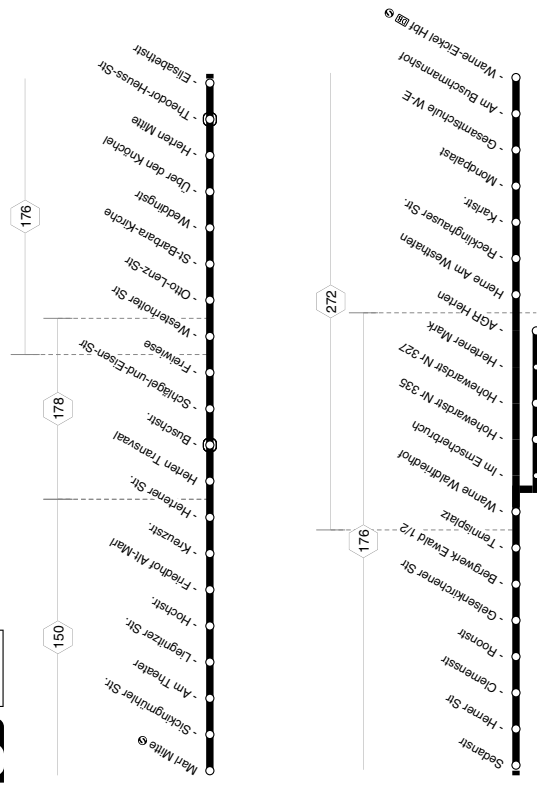 150
178
176
Marl Mitte S
- Sickingmühler Str.
- Am Theater
- Liegnitzer Str.
- Hochstr.
- Friedhof Alt-Marl
- Kreuzstr.
- Hertener Str.
Herten Transvaal
- Buschstr.
- Schlägel-und-Eisen-Str
- Freiwiese
- Westerholter Str
- Otto-Lenz-Str
- St-Barbara-Kirche
- Weddingstr
- Über den Knöchel
- Herten Mitte
- Theodor-Heuss-Str
- Elisabethstr
176
272
Sedanstr
- Herner Str
- Clemensstr
- Roonstr
- Gelsenkirchener Str
- Bergwerk Ewald 1/2
- Tennisplatz
- Wanne Waldfriedhof
- Im Emscherbruch
- Hohewardstr Nr 335
- Hohewardstr Nr 327
- Hertener Mark
- AGR Herten
Herne Am Westhafen
- Recklinghauser Str.
- Karlstr.
- Mondpalast
- Gesamtschule W-E
- Am Buschmannshof
- Wanne-Eickel Hbf DB S